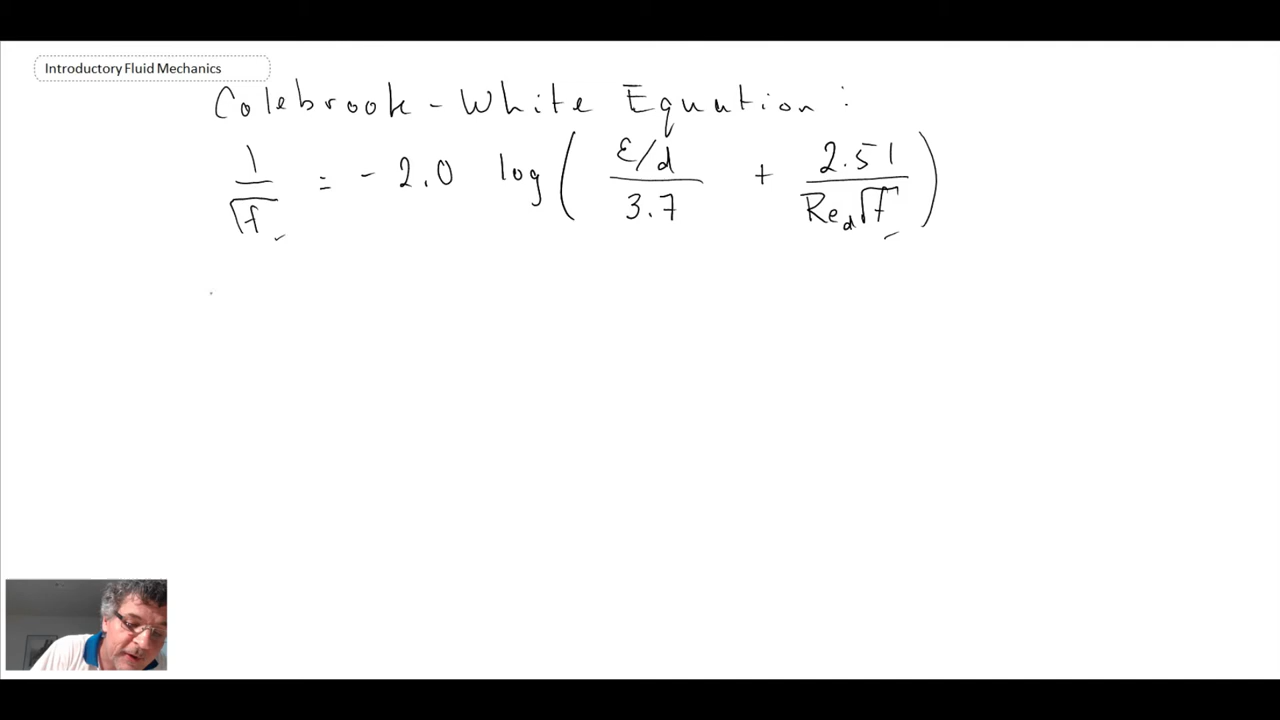 Introductory Fluid Mechanics
Colebrook - White Equation :
1/√f = - 2.0 log( (ε/d)/3.7 + 2.51/(Re_d√f) )